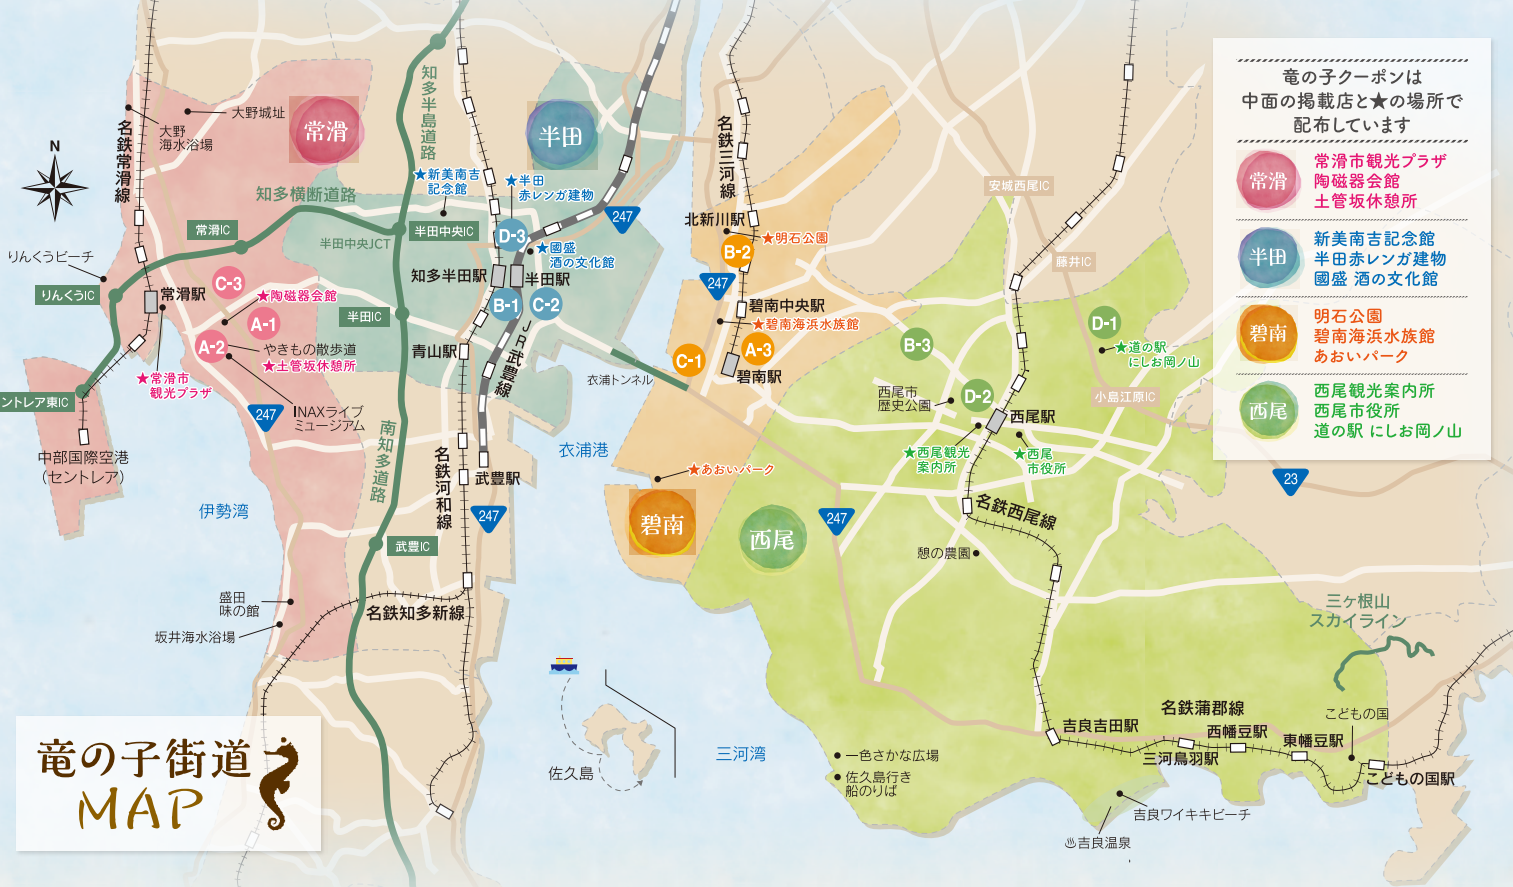 竜の子クーポンは
中面の掲載店と★の場所で
配布しています
常滑
常滑市観光プラザ
陶磁器会館
土管坂休憩所
半田
新美南吉記念館
半田赤レンガ建物
國盛 酒の文化館
碧南
明石公園
碧南海浜水族館
あおいパーク
西尾
西尾観光案内所
西尾市役所
道の駅 にしお岡ノ山
N
名鉄常滑線
大野城址
大野
海水浴場
常滑
知多半島道路
知多横断道路
常滑IC
半田中央JCT
半田中央IC
りんくうビーチ
りんくうIC
常滑駅
C-3
★陶磁器会館
A-1
A-2
やきもの散歩道
★土管坂休憩所
★常滑市
観光プラザ
247
INAXライブ
ミュージアム
ントレア東IC
中部国際空港
（セントレア）
伊勢湾
半田IC
南知多道路
武豊IC
盛田
味の館
坂井海水浴場
名鉄知多新線
半田
★新美南吉
記念館
★半田
赤レンガ建物
247
D-3
★國盛
酒の文化館
知多半田駅
半田駅
B-1
C-2
青山駅
JR武豊線
名鉄河和線
武豊駅
247
衣浦トンネル
衣浦港
名鉄三河線
北新川駅
★明石公園
B-2
247
碧南中央駅
★碧南海浜水族館
C-1
A-3
碧南駅
★あおいパーク
碧南
西尾
247
安城西尾IC
藤井IC
小島江原IC
D-1
★道の駅
にしお岡ノ山
B-3
西尾市
歴史公園
D-2
西尾駅
★西尾観光
案内所
★西尾
市役所
23
名鉄西尾線
憩の農園
三ヶ根山
スカイライン
吉良吉田駅
名鉄蒲郡線
三河鳥羽駅
西幡豆駅
東幡豆駅
こどもの国
こどもの国駅
吉良ワイキキビーチ
♨吉良温泉
一色さかな広場
佐久島行き
船のりば
三河湾
佐久島
竜の子街道
MAP